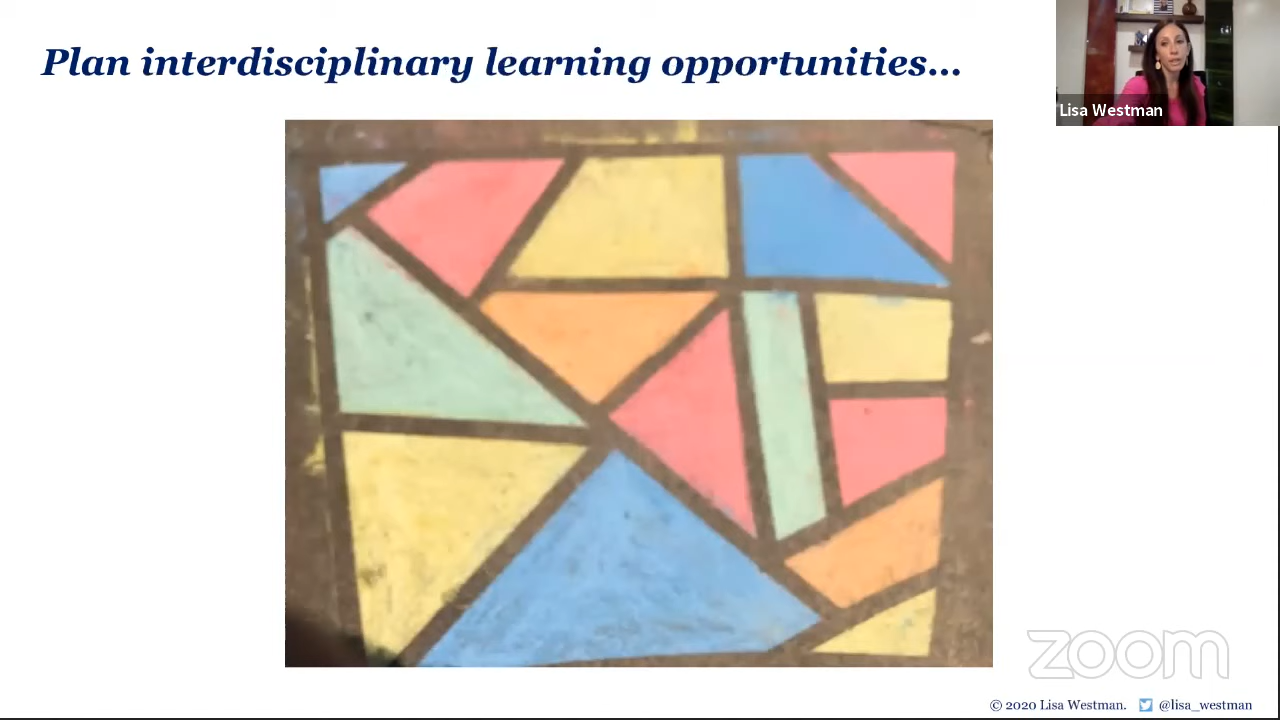 Plan interdisciplinary learning opportunities...
Lisa Westman
zoom
© 2020 Lisa Westman. @lisa_westman